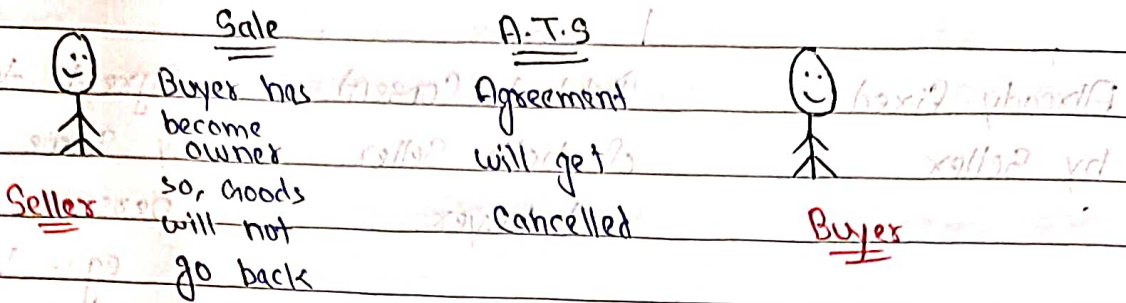 Sale
A.T.S
Buyer has
become
owner
so, Goods
will not
go back
Agreement
will get
Cancelled
Seller
Buyer